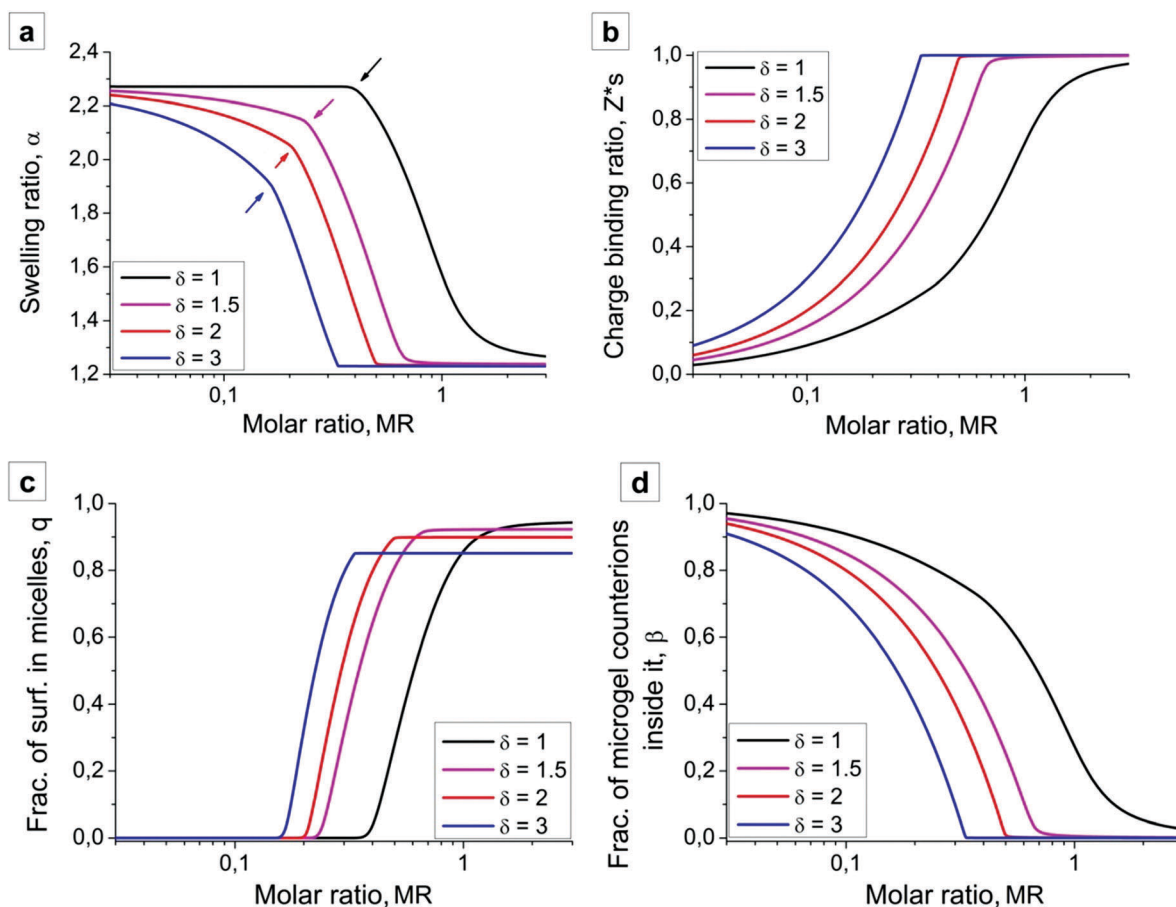 a
2,4
2,2
2,0
1,8
1,6
1,4
1,2
Swelling ratio, α
δ = 1
δ = 1.5
δ = 2
δ = 3
0,1
1
Molar ratio, MR
b
1,0
0,8
0,6
0,4
0,2
0,0
Charge binding ratio, Z*s
δ = 1
δ = 1.5
δ = 2
δ = 3
0,1
1
Molar ratio, MR
c
1,0
0,8
0,6
0,4
0,2
0,0
Frac. of surf. in micelles, q
δ = 1
δ = 1.5
δ = 2
δ = 3
0,1
1
Molar ratio, MR
d
1,0
0,8
0,6
0,4
0,2
0,0
Frac. of microgel counterions
inside it, β
δ = 1
δ = 1.5
δ = 2
δ = 3
0,1
1
Molar ratio, MR